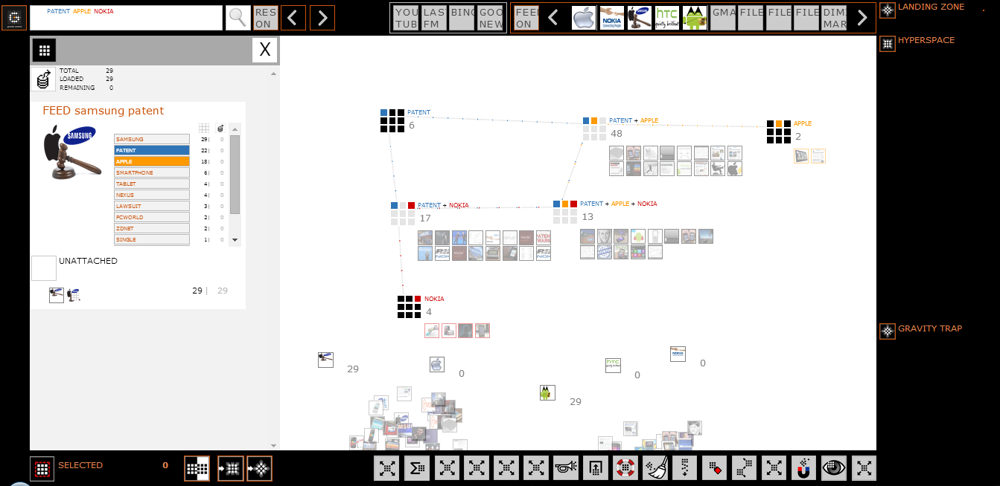 PATENT APPLE NOKIA
RES
ON
YOU
TUB
LAS
FM
BING
GOO
NEW
FEE
ON
NOKIA
hTC
GMA
FILE
FILE
FILE
DIM
MAR
LANDING ZONE
HYPERSPACE
X
TOTAL 29
LOADED 29
REMAINING 0
FEED samsung patent
SAMSUNG
SAMSUNG 29| 0
PATENT 22| 0
APPLE 18| 0
SMARTPHONE 6| 0
TABLET 4| 0
NEXUS 4| 0
LAWSUIT 3| 0
PCWORLD 2| 0
ZDNET 2| 0
SINGLE 1| 0
UNATTACHED
29 | 29
PATENT
6
PATENT + APPLE
48
APPLE
2
PATENT + NOKIA
17
PATENT + APPLE + NOKIA
13
NOKIA
4
29
0
29
0
0
GRAVITY TRAP
SELECTED 0